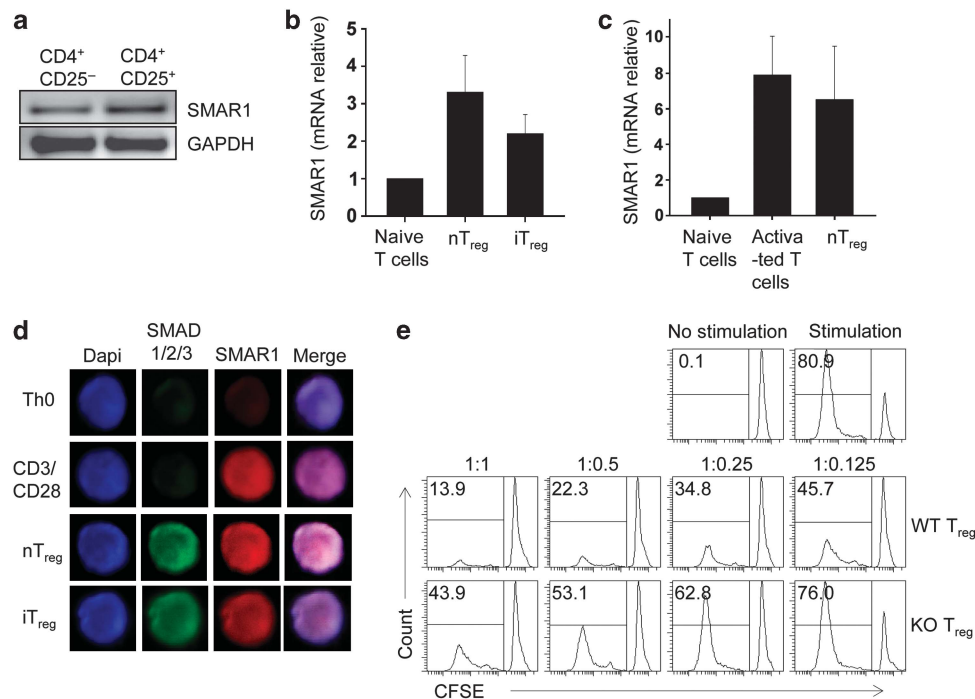 a
CD4⁺ CD4⁺
CD25⁻ CD25⁺
SMAR1
GAPDH
b
SMAR1 (mRNA relative)
5
4
3
2
1
0
Naive
T cells
nTreg
iTreg
c
SMAR1 (mRNA relative)
10
8
6
4
2
0
Naive
T cells
Activa
-ted T
cells
nTreg
d
SMAD
Dapi 1/2/3 SMAR1 Merge
Th0
CD3/
CD28
nTreg
iTreg
e
No stimulation Stimulation
0.1 80.9
1:1 1:0.5 1:0.25 1:0.125
13.9 22.3 34.8 45.7
WT Treg
43.9 53.1 62.8 76.0
KO Treg
Count
CFSE